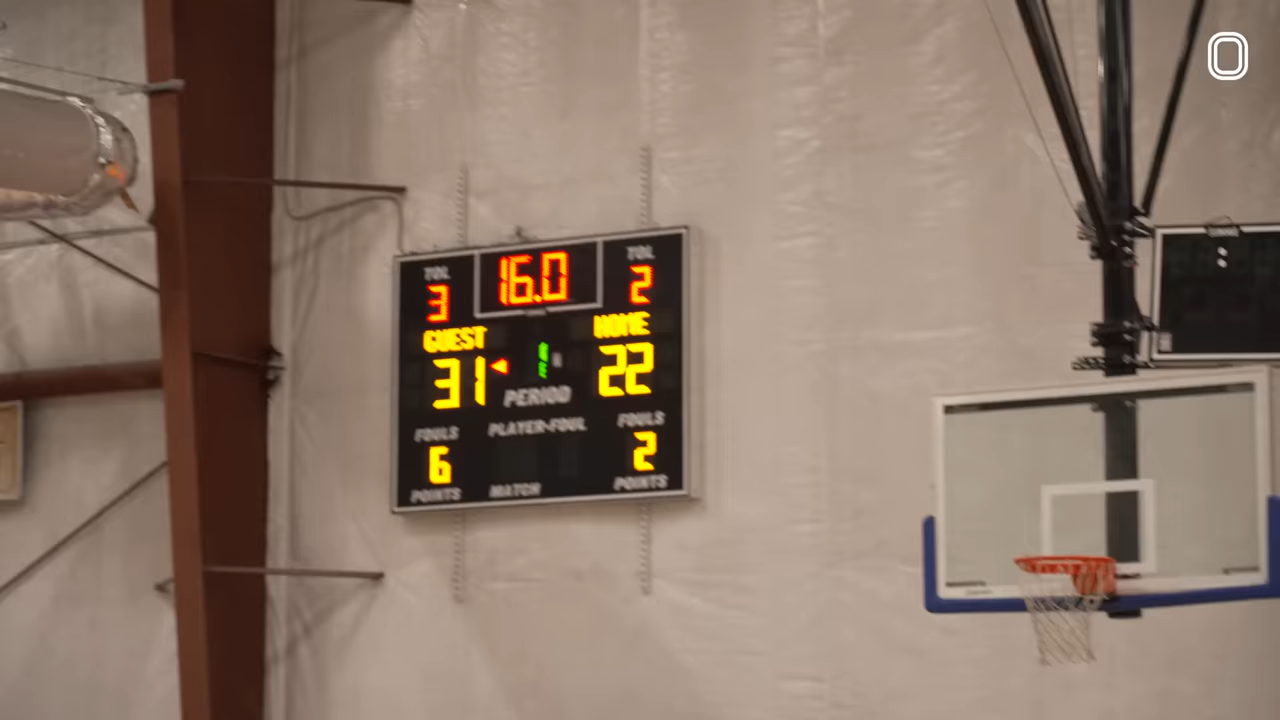 TOL 16.0 TOL
3 2
GUEST HOME
31 22
PERIOD
FOULS PLAYER-FOUL FOULS
6 2
POINTS MATCH POINTS